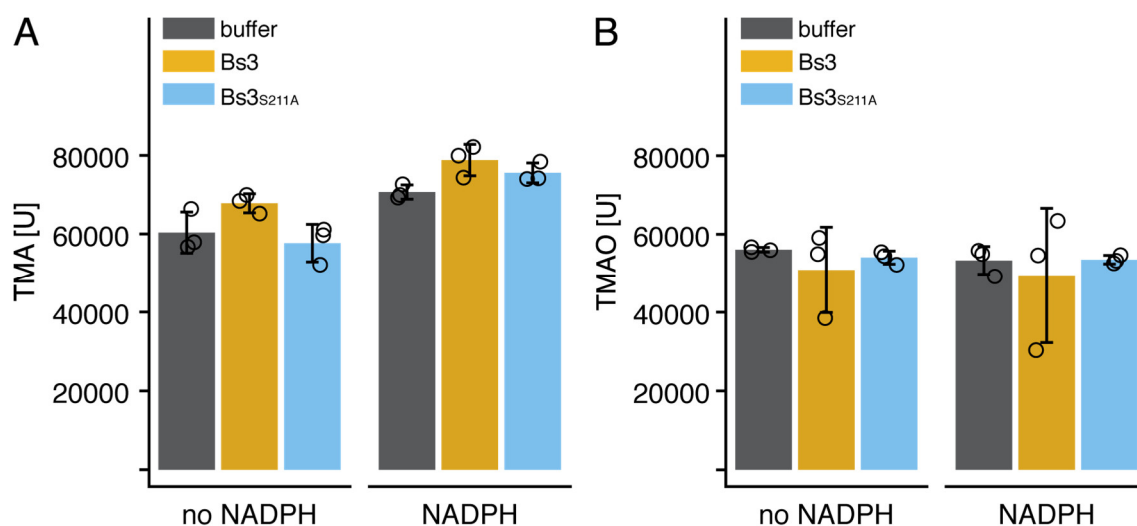 A
buffer
Bs3
Bs3S211A
TMA [U]
80000
60000
40000
20000
no NADPH
NADPH
B
buffer
Bs3
Bs3S211A
TMAO [U]
80000
60000
40000
20000
no NADPH
NADPH